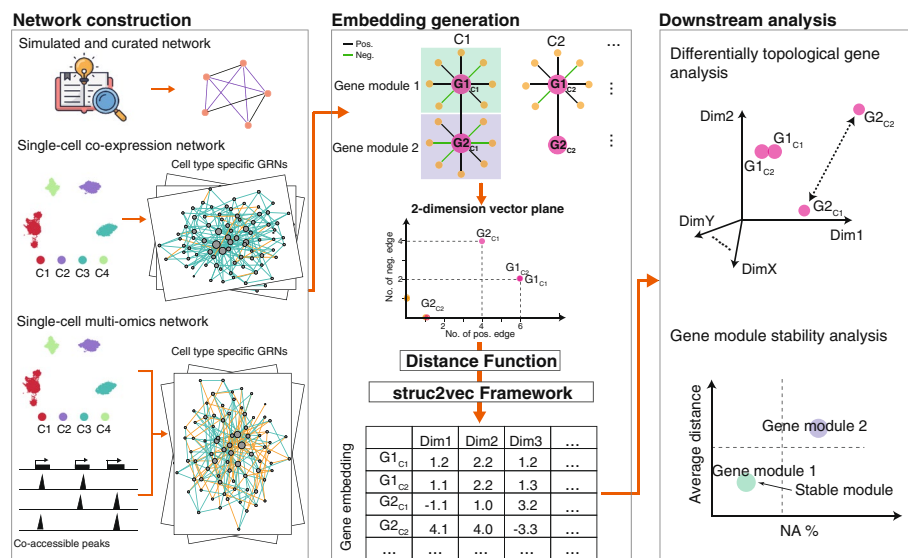 Network construction
Simulated and curated network
Single-cell co-expression network
Cell type specific GRNs
C1 C2 C3 C4
Single-cell multi-omics network
Cell type specific GRNs
C1 C2 C3 C4
Co-accessible peaks
Embedding generation
Pos.
Neg.
C1
C2
...
Gene module 1
G1C1
G1C2
Gene module 2
G2C1
G2C2
2-dimension vector plane
No. of neg. edge
4
2
G2C1
G1C2
G1C1
G2C2
2 4 6
No. of pos. edge
Distance Function
struc2vec Framework
Gene embedding
Dim1 Dim2 Dim3 ...
G1C1 1.2 2.2 1.2 ...
G1C2 1.1 2.2 1.3 ...
G2C1 -1.1 1.0 3.2 ...
G2C2 4.1 4.0 -3.3 ...
... ... ... ... ...
Downstream analysis
Differentially topological gene
analysis
Dim2
G2C2
G1C1
G1C2
G2C1
DimY
Dim1
DimX
Gene module stability analysis
Average distance
Gene module 2
Gene module 1
Stable module
NA %